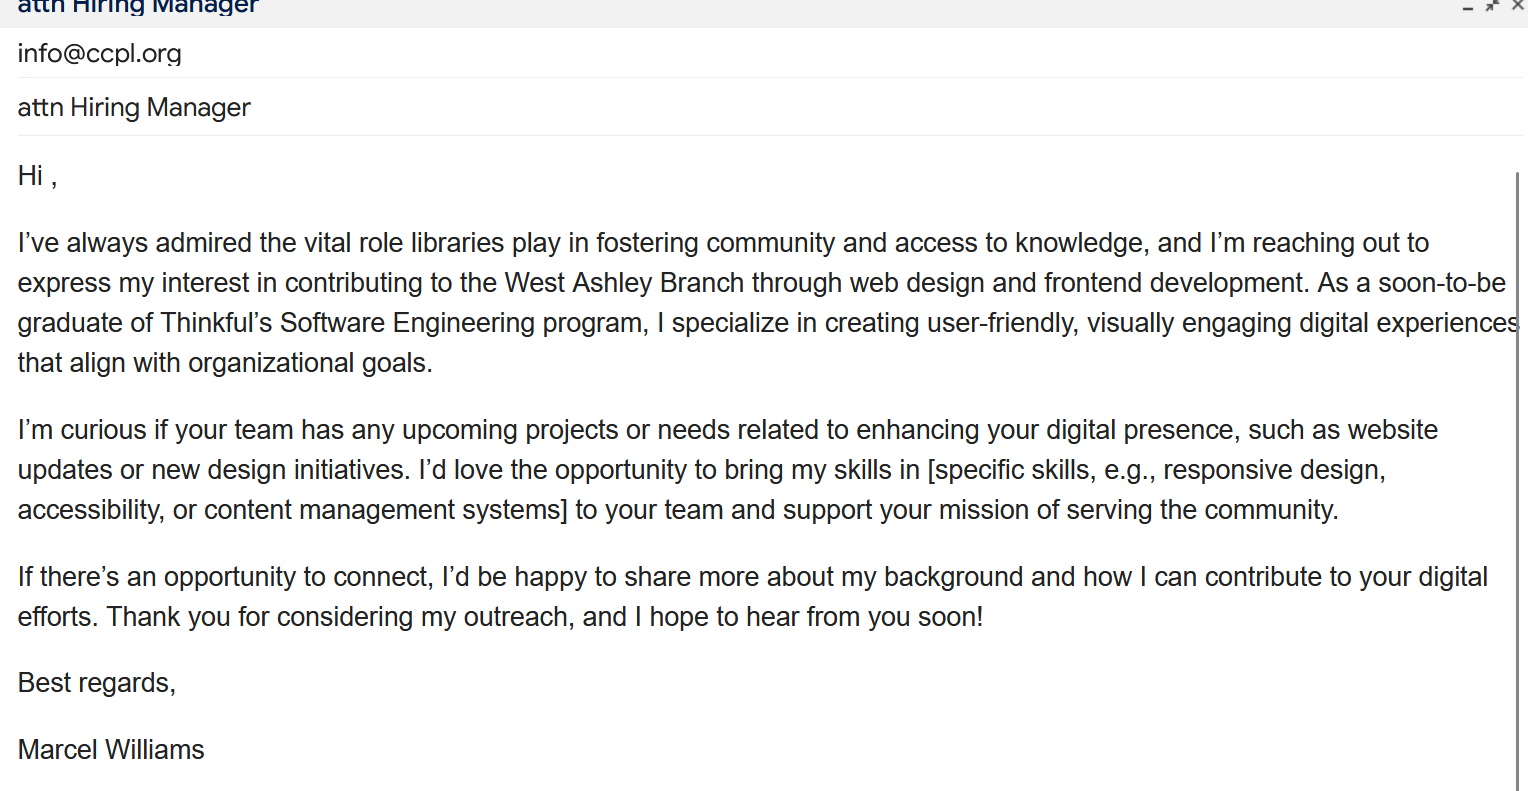 attn Hiring Manager
info@ccpl.org
attn Hiring Manager
Hi ,
I’ve always admired the vital role libraries play in fostering community and access to knowledge, and I’m reaching out to
express my interest in contributing to the West Ashley Branch through web design and frontend development. As a soon-to-be
graduate of Thinkful’s Software Engineering program, I specialize in creating user-friendly, visually engaging digital experiences
that align with organizational goals.
I’m curious if your team has any upcoming projects or needs related to enhancing your digital presence, such as website
updates or new design initiatives. I’d love the opportunity to bring my skills in [specific skills, e.g., responsive design,
accessibility, or content management systems] to your team and support your mission of serving the community.
If there’s an opportunity to connect, I’d be happy to share more about my background and how I can contribute to your digital
efforts. Thank you for considering my outreach, and I hope to hear from you soon!
Best regards,
Marcel Williams